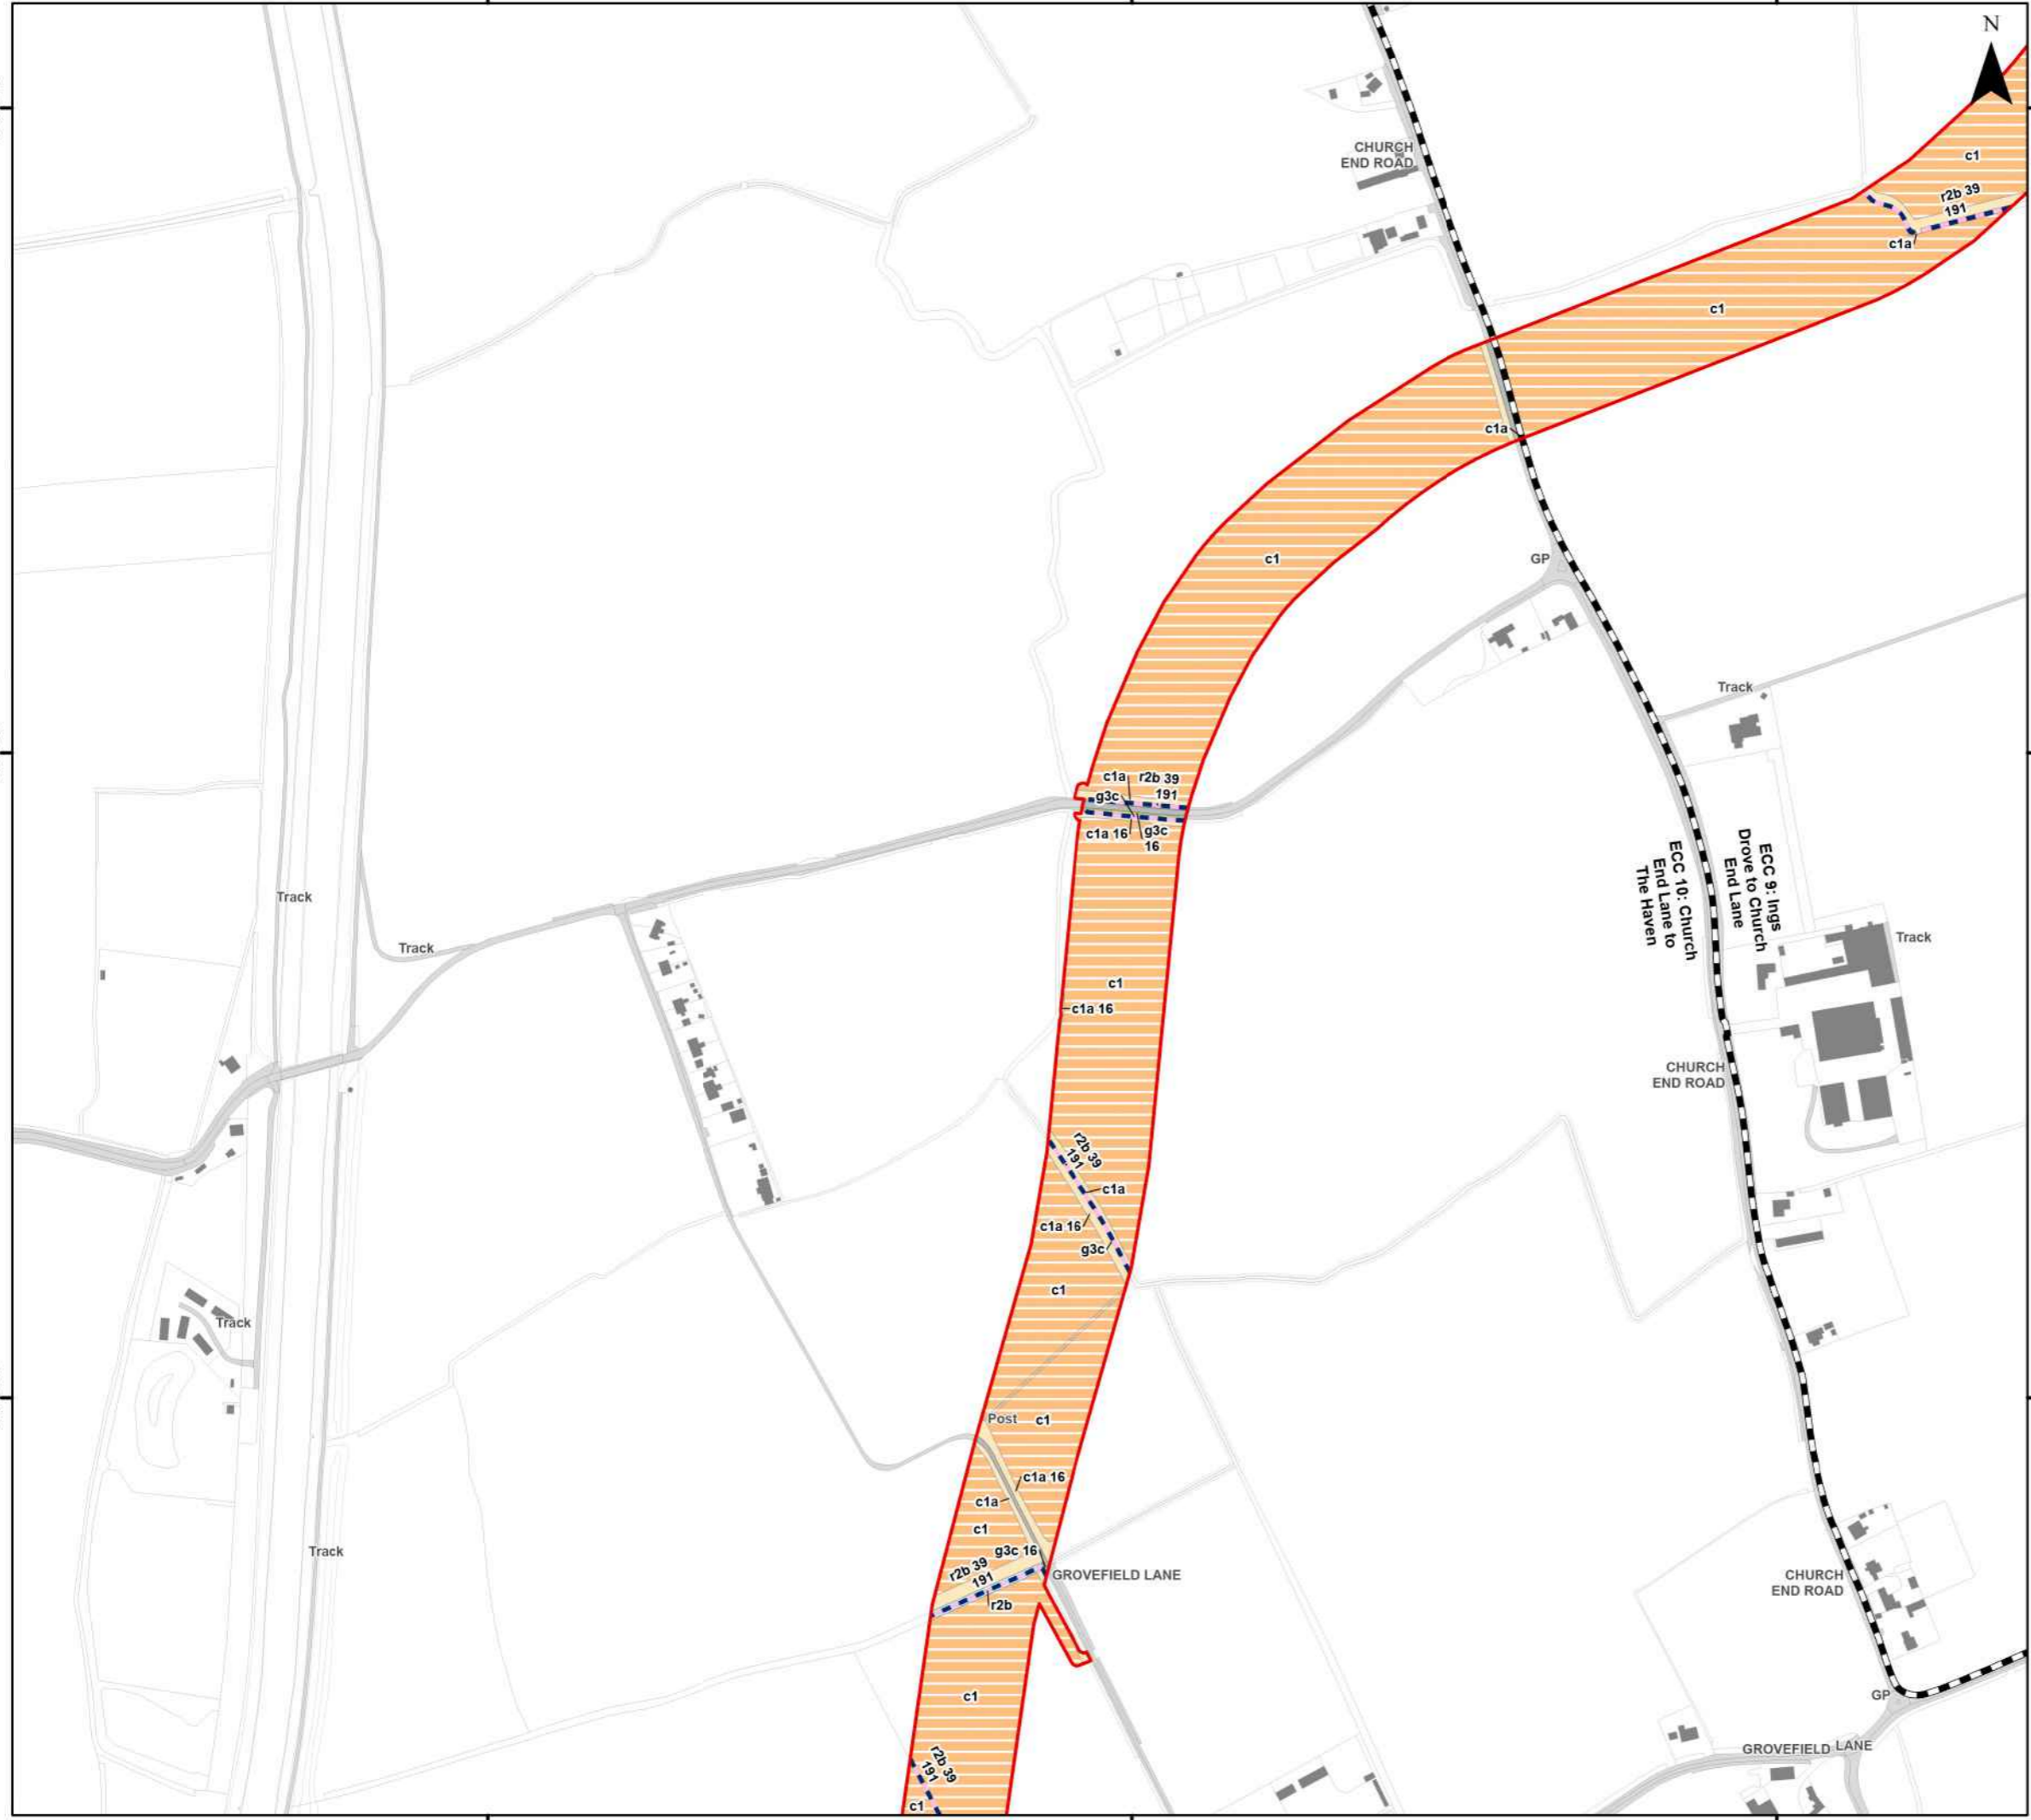 N
CHURCH
END ROAD
c1
r2b 39
191
c1a
c1
c1a
c1
GP
Track
c1a
r2b 39
191
g3c
c1a 16
g3c
16
ECC 9: Ings
Drove to Church
End Lane
ECC 10: Church
End Lane to
The Haven
Track
Track
Track
c1
c1a 16
CHURCH
END ROAD
r2b 39
191
c1a
c1a 16
g3c
c1
Track
Post
c1
c1a 16
c1a
c1
g3c 16
r2b 39
191
r2b
GROVEFIELD LANE
Track
CHURCH
END ROAD
c1
GP
GROVEFIELD LANE
r2b 39
191
c1